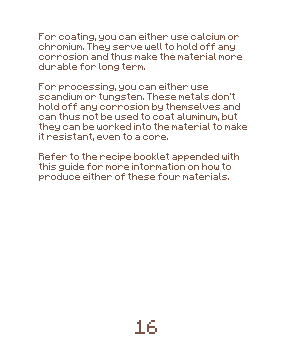 For coating, you can either use calcium or
chromium. They serve well to hold off any
corrosion and thus make the material more
durable for long term.
For processing, you can either use
scandium or tungsten. These metals don't
hold off any corrosion by themselves and
can thus not be used to coat aluminum, but
they can be worked into the material to make
it resistant, even to a core.
Refer to the recipe booklet appended with
this guide for more information on how to
produce either of these four materials.
16